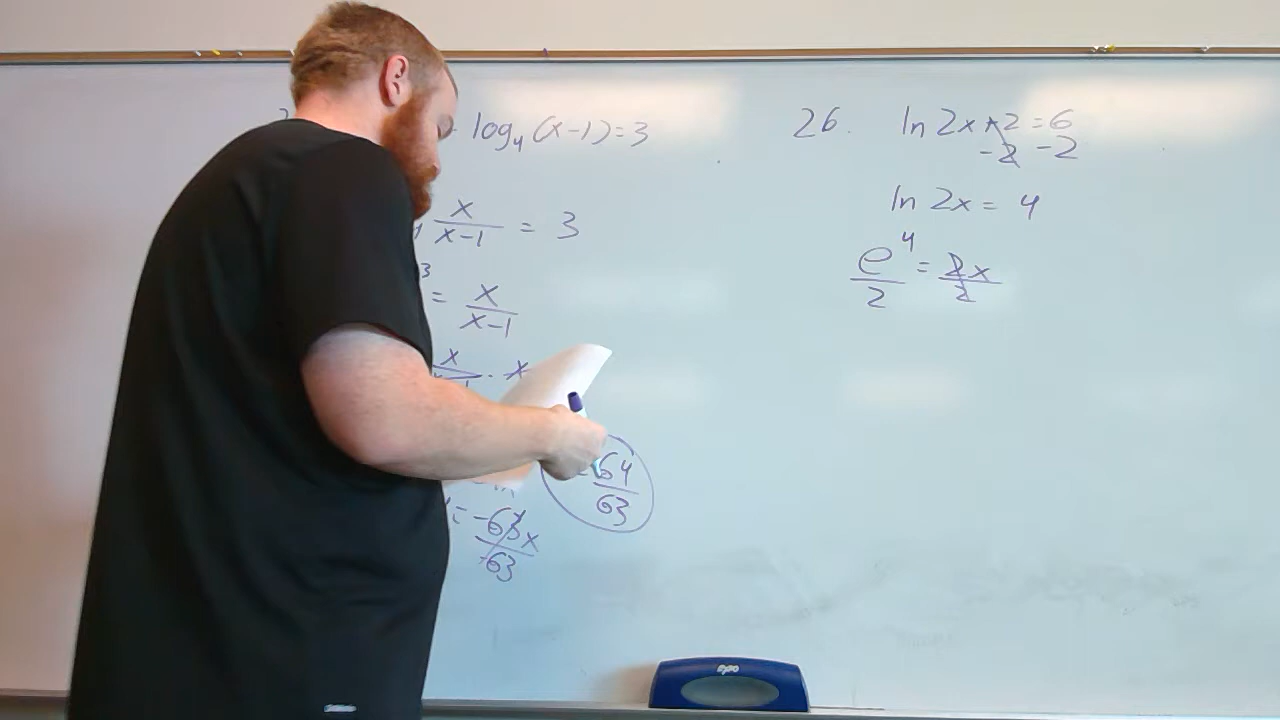 log₄(x-1)=3
x/(x-1) = 3
3 = x/(x-1)
x · x
64/63
= -63x/63
26. ln 2x + 2 = 6
-2 -2
ln 2x = 4
e⁴/2 = 2x/2
expo